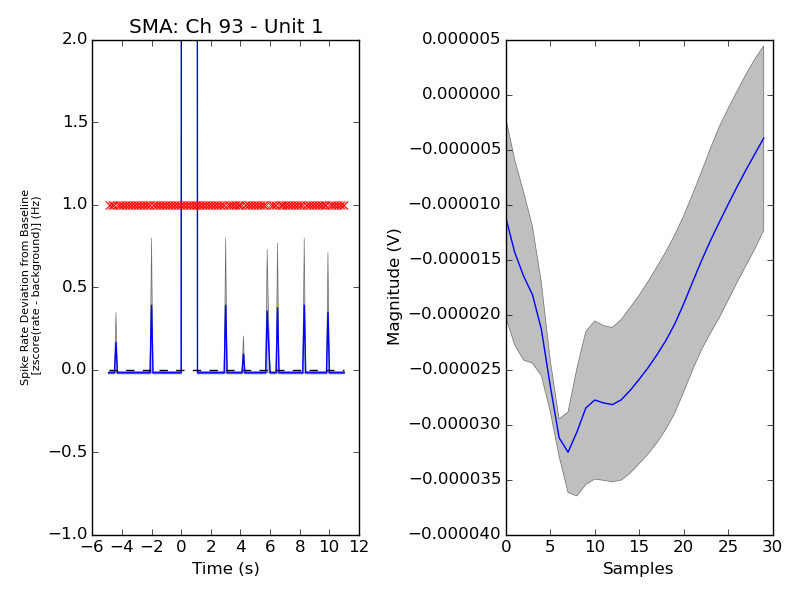 SMA: Ch 93 - Unit 1
2.0
1.5
1.0
0.5
0.0
−0.5
−1.0
Spike Rate Deviation from Baseline
[zscore(rate - background)] (Hz)
−6 −4 −2 0 2 4 6 8 10 12
Time (s)
0.000005
0.000000
−0.000005
−0.000010
−0.000015
−0.000020
−0.000025
−0.000030
−0.000035
−0.000040
Magnitude (V)
0 5 10 15 20 25 30
Samples